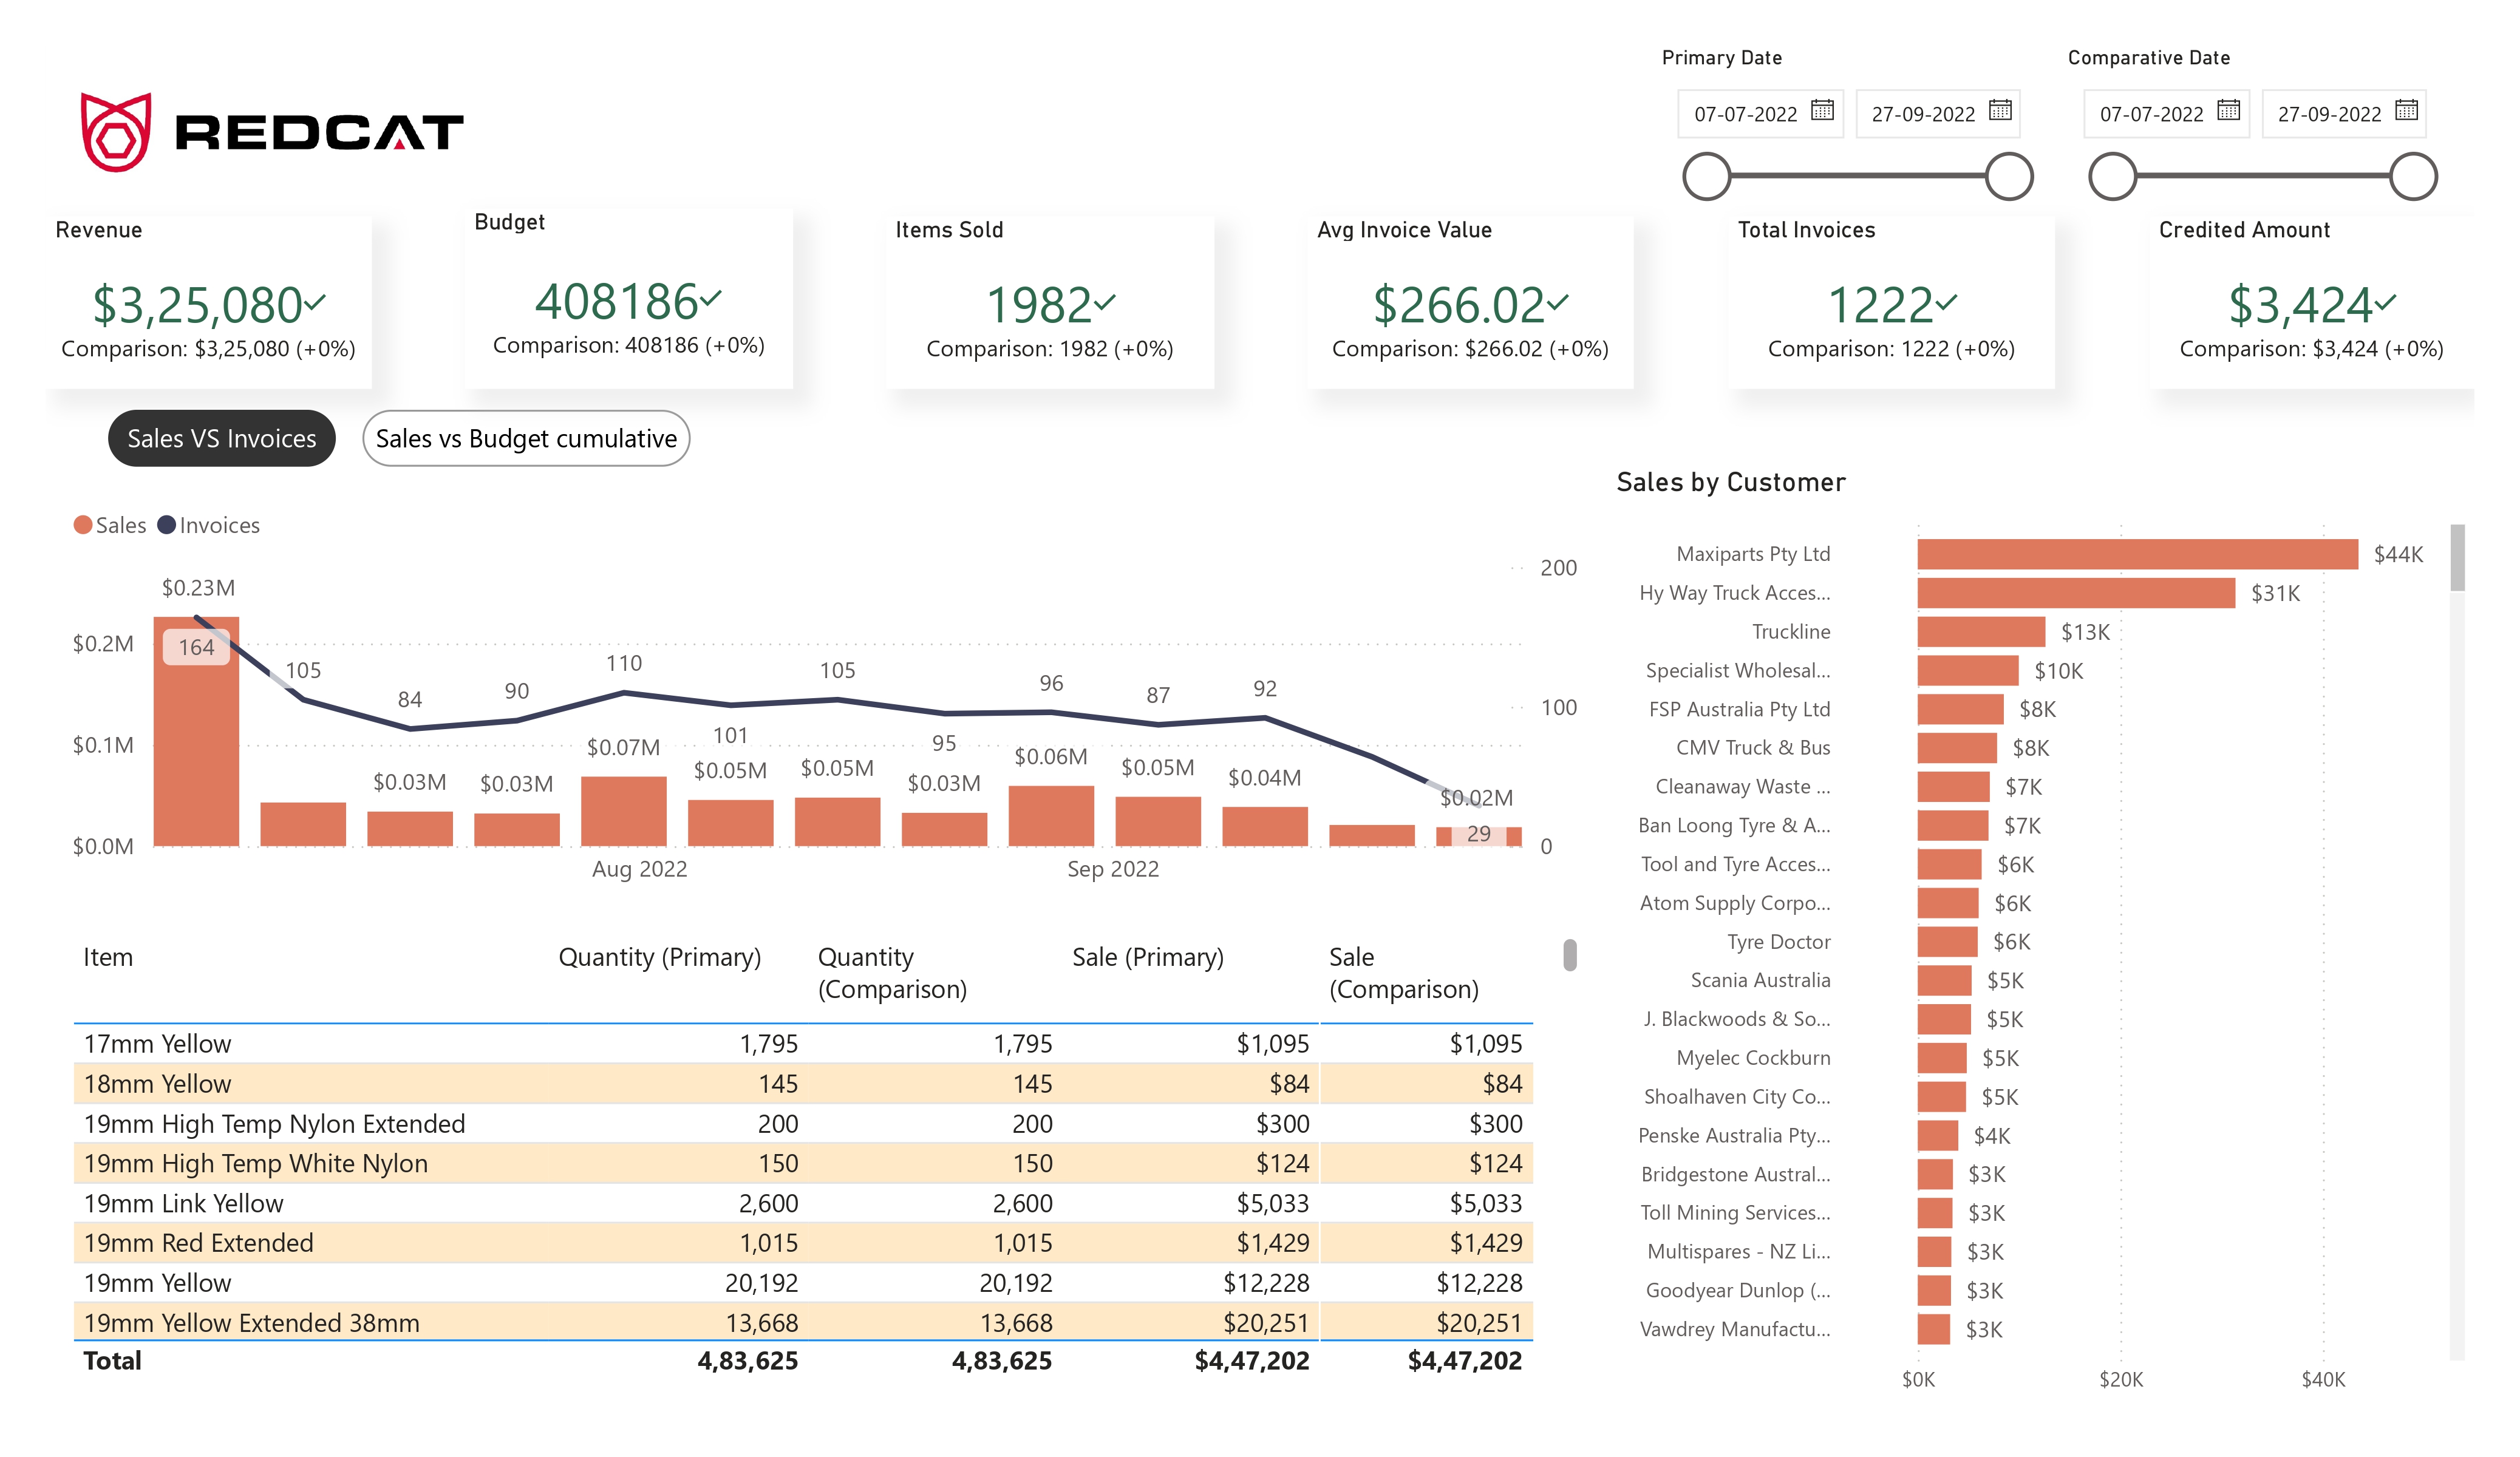 Primary Date
Comparative Date
07-07-2022
27-09-2022
07-07-2022
27-09-2022
REDCAT
Revenue
$3,25,080
Comparison: $3,25,080 (+0%)
Budget
408186
Comparison: 408186 (+0%)
Items Sold
1982
Comparison: 1982 (+0%)
Avg Invoice Value
$266.02
Comparison: $266.02 (+0%)
Total Invoices
1222
Comparison: 1222 (+0%)
Credited Amount
$3,424
Comparison: $3,424 (+0%)
Sales VS Invoices
Sales vs Budget cumulative
Sales Invoices
$0.2M
$0.1M
$0.0M
200
100
0
$0.23M
$0.03M
$0.03M
$0.07M
$0.05M
$0.05M
$0.03M
$0.06M
$0.05M
$0.04M
$0.02M
164
105
84
90
110
101
105
95
96
87
92
29
Aug 2022
Sep 2022
Item Quantity (Primary) Quantity (Comparison) Sale (Primary) Sale (Comparison)
17mm Yellow 1,795 1,795 $1,095 $1,095
18mm Yellow 145 145 $84 $84
19mm High Temp Nylon Extended 200 200 $300 $300
19mm High Temp White Nylon 150 150 $124 $124
19mm Link Yellow 2,600 2,600 $5,033 $5,033
19mm Red Extended 1,015 1,015 $1,429 $1,429
19mm Yellow 20,192 20,192 $12,228 $12,228
19mm Yellow Extended 38mm 13,668 13,668 $20,251 $20,251
Total 4,83,625 4,83,625 $4,47,202 $4,47,202
Sales by Customer
Maxiparts Pty Ltd $44K
Hy Way Truck Acces... $31K
Truckline $13K
Specialist Wholesal... $10K
FSP Australia Pty Ltd $8K
CMV Truck & Bus $8K
Cleanaway Waste ... $7K
Ban Loong Tyre & A... $7K
Tool and Tyre Acces... $6K
Atom Supply Corpo... $6K
Tyre Doctor $6K
Scania Australia $5K
J. Blackwoods & So... $5K
Myelec Cockburn $5K
Shoalhaven City Co... $5K
Penske Australia Pty... $4K
Bridgestone Austral... $3K
Toll Mining Services... $3K
Multispares - NZ Li... $3K
Goodyear Dunlop (... $3K
Vawdrey Manufactu... $3K
$0K $20K $40K